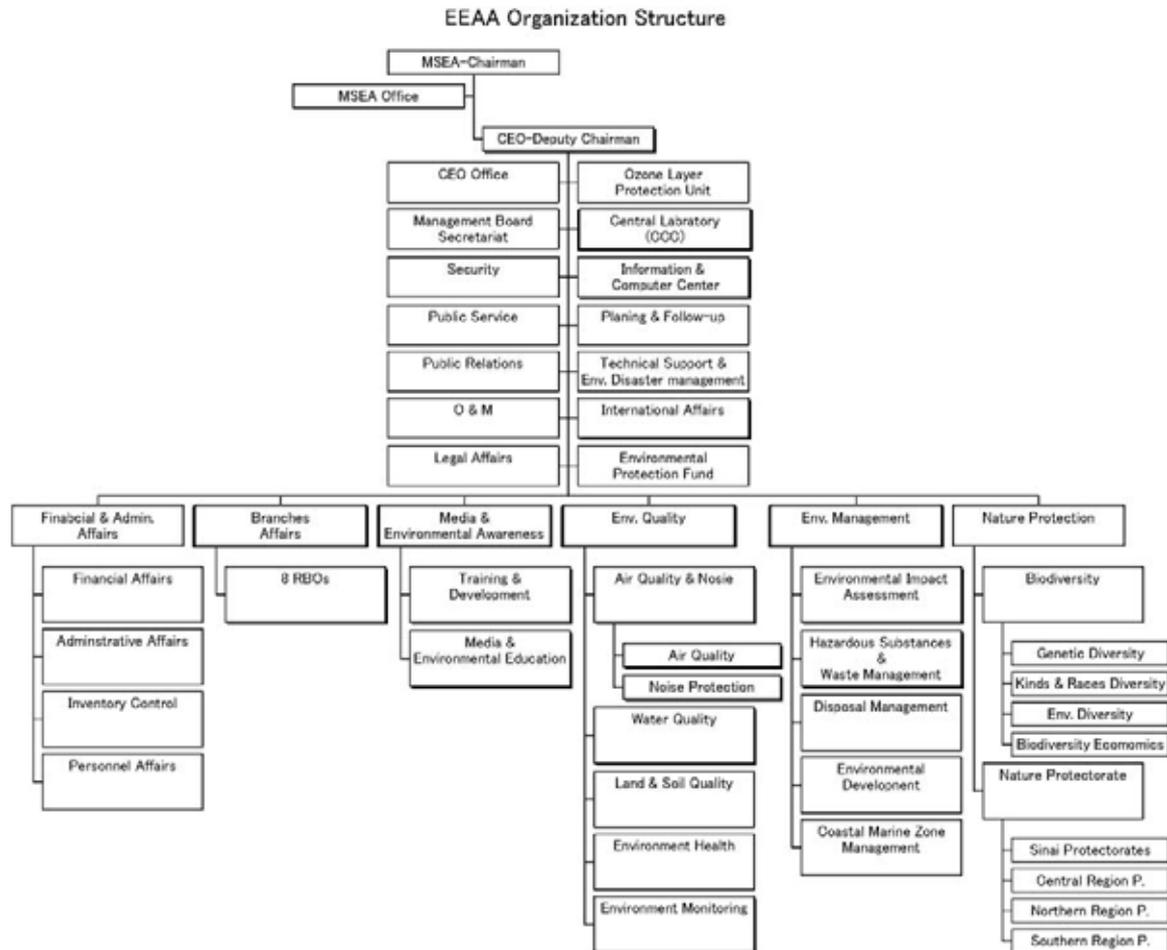 EEAA Organization Structure
MSEA-Chairman
MSEA Office
CEO-Deputy Chairman
CEO Office
Ozone Layer
Protection Unit
Management Board
Secretariat
Central Labratory
(CCC)
Security
Information &
Computer Center
Public Service
Planing & Follow-up
Public Relations
Technical Support &
Env. Disaster management
O & M
International Affairs
Legal Affairs
Environmental
Protection Fund
Finabcial & Admin.
Affairs
Financial Affairs
Adminstrative Affairs
Inventory Control
Personnel Affairs
Branches
Affairs
8 RBOs
Media &
Environmental Awareness
Training &
Development
Media &
Environmental Education
Env. Quality
Air Quality & Nosie
Air Quality
Noise Protection
Water Quality
Land & Soil Quality
Environment Health
Environment Monitoring
Env. Management
Environmental Impact
Assessment
Hazardous Substances
&
Waste Management
Disposal Management
Environmental
Development
Coastal Marine Zone
Management
Nature Protection
Biodiversity
Genetic Diversity
Kinds & Races Diversity
Env. Diversity
Biodiversity Ecomomics
Nature Protectorate
Sinai Protectorates
Central Region P.
Northern Region P.
Southern Region P.